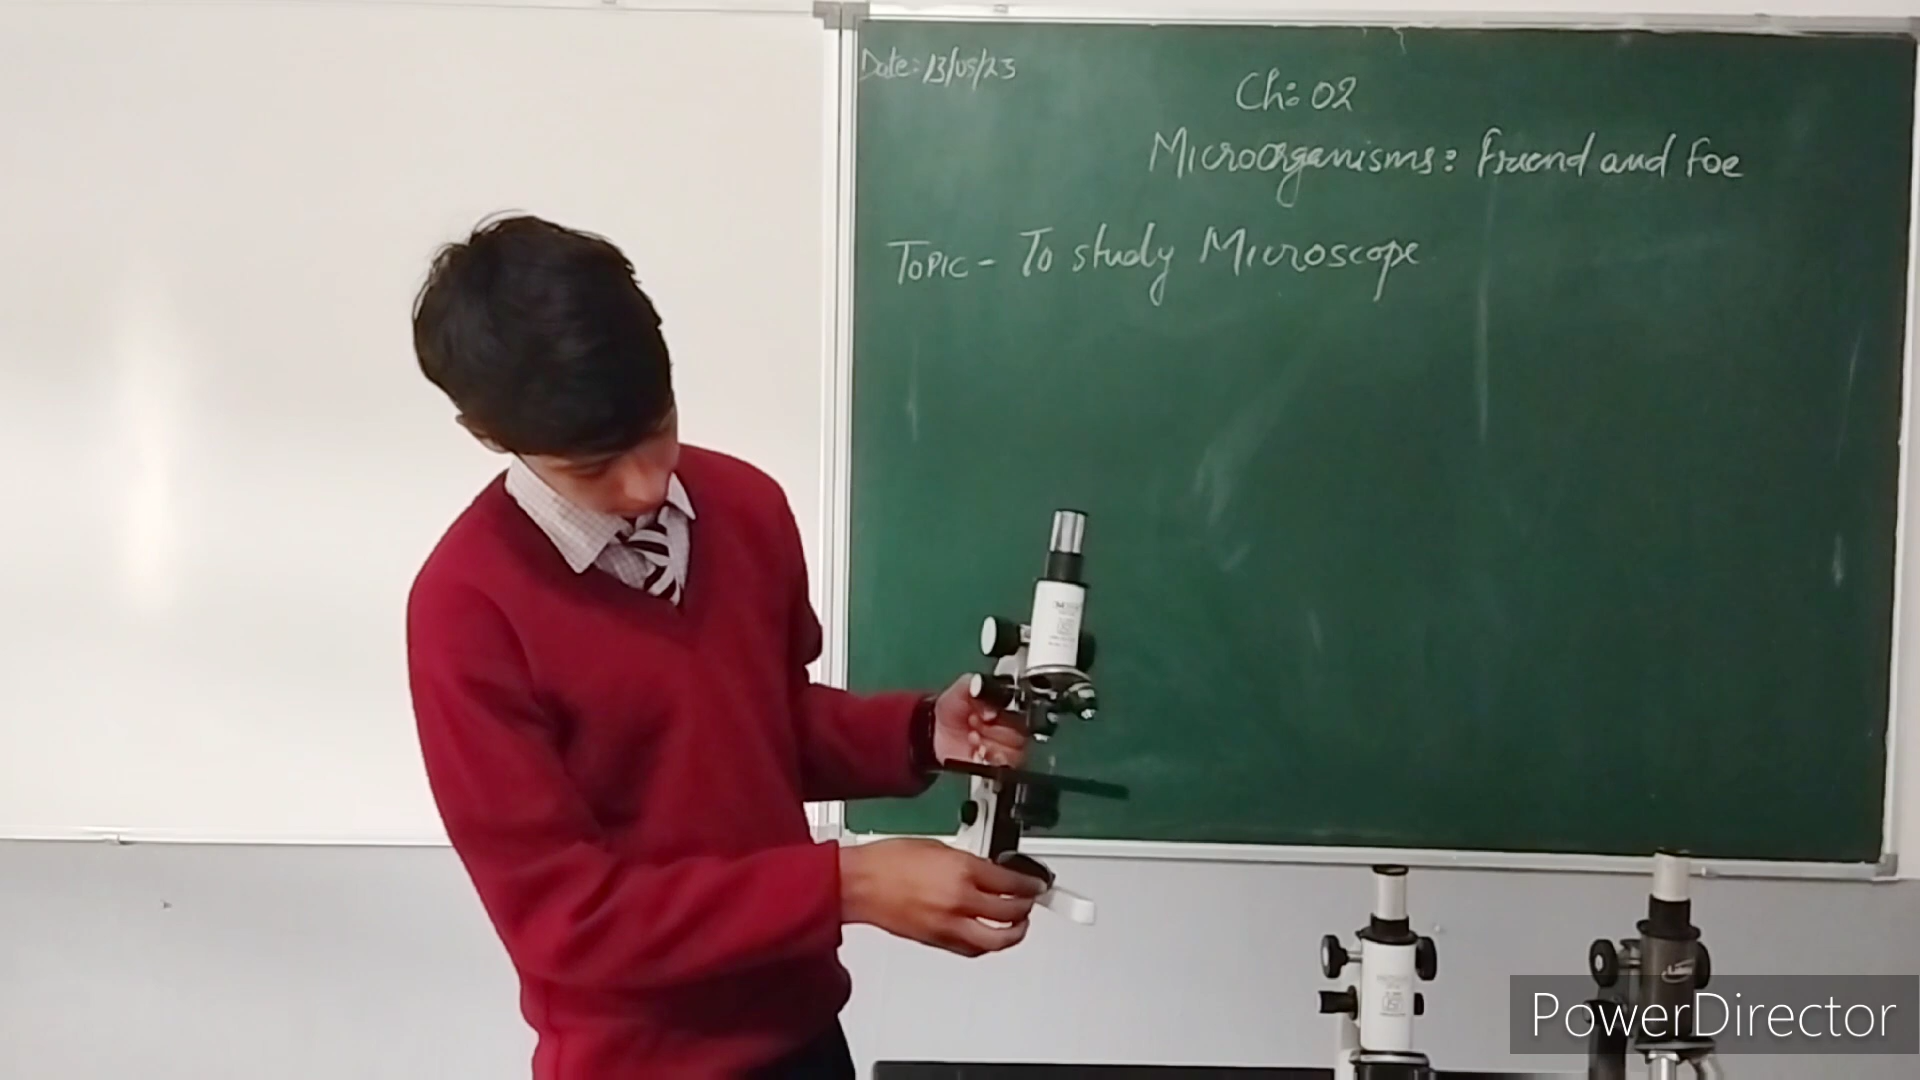 Date: 13/05/23
Ch: 02
Microorganisms: Friend and Foe
TOPIC - To study Microscope
PowerDirector